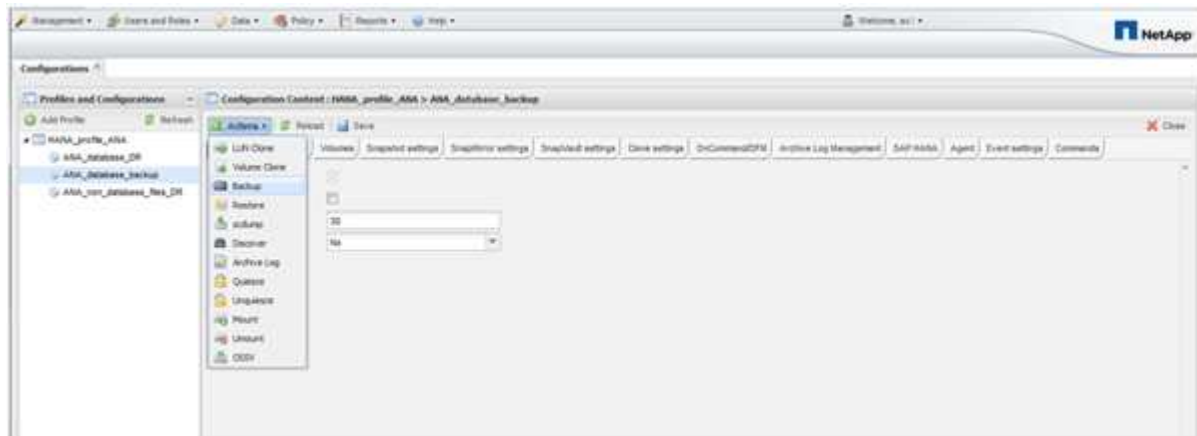 Management Users and Roles Data Policy Reports Help Welcome,
NetApp
Configurations
Profiles and Configurations
Configuration Content : HANA_profile_ANA > ANA_database_backup
Add Profile Refresh
Actions Reload Save Close
HANA_profile_ANA
ANA_database_DR
ANA_database_backup
ANA_non_database_files_DR
Volumes Snapshot settings SnapMirror settings SnapVault settings Clone settings OnCommand/DFM Archive Log Management SAP HANA Agent Event settings Commands
LUN Clone
Volume Clone
Backup
Restore
scdump
Discover
Archive Log
Quiesce
Unquiesce
Mount
Umount
OSSV
30
No